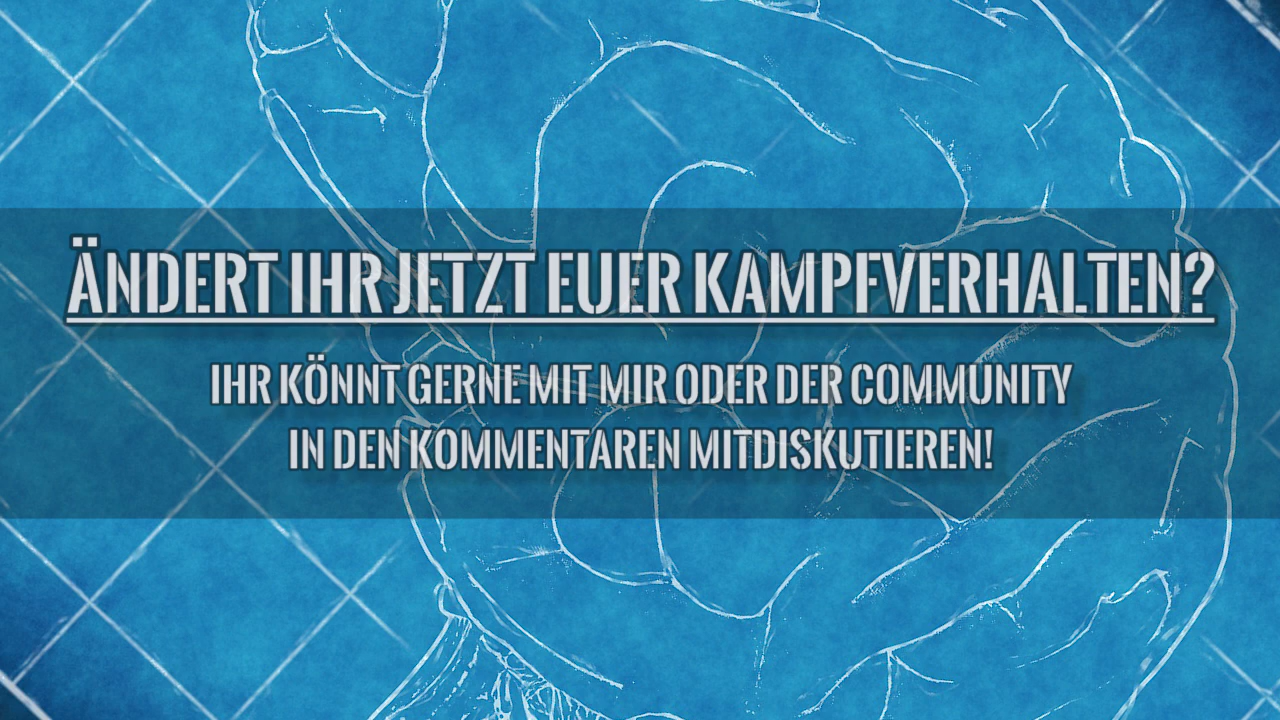 ÄNDERT IHR JETZT EUER KAMPFVERHALTEN?
IHR KÖNNT GERNE MIT MIR ODER DER COMMUNITY
IN DEN KOMMENTAREN MITDISKUTIEREN!